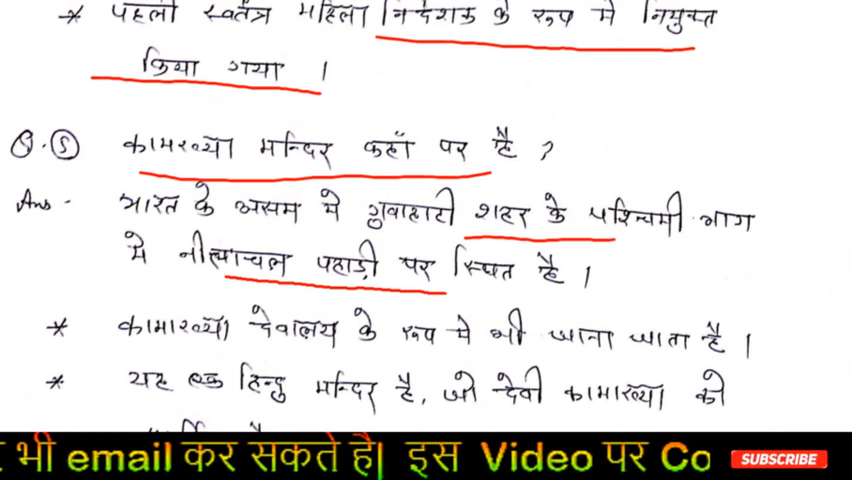 * पहली स्वतंत्र महिला निदेशक के रूप में नियुक्त
किया गया ।
Q.⑤ कामाख्या मन्दिर कहाँ पर है ?
Ans - भारत के असम मे गुवाहाटी शहर के पश्चिमी भाग
मे नीलाचल पहाड़ी पर स्थित है ।
* कामाख्या देवालय के रूप मे भी जाना जाता है ।
* यह एक हिन्दु मन्दिर है, जो देवी कामाख्या को
भी email कर सकते है| इस Video पर Co
SUBSCRIBE